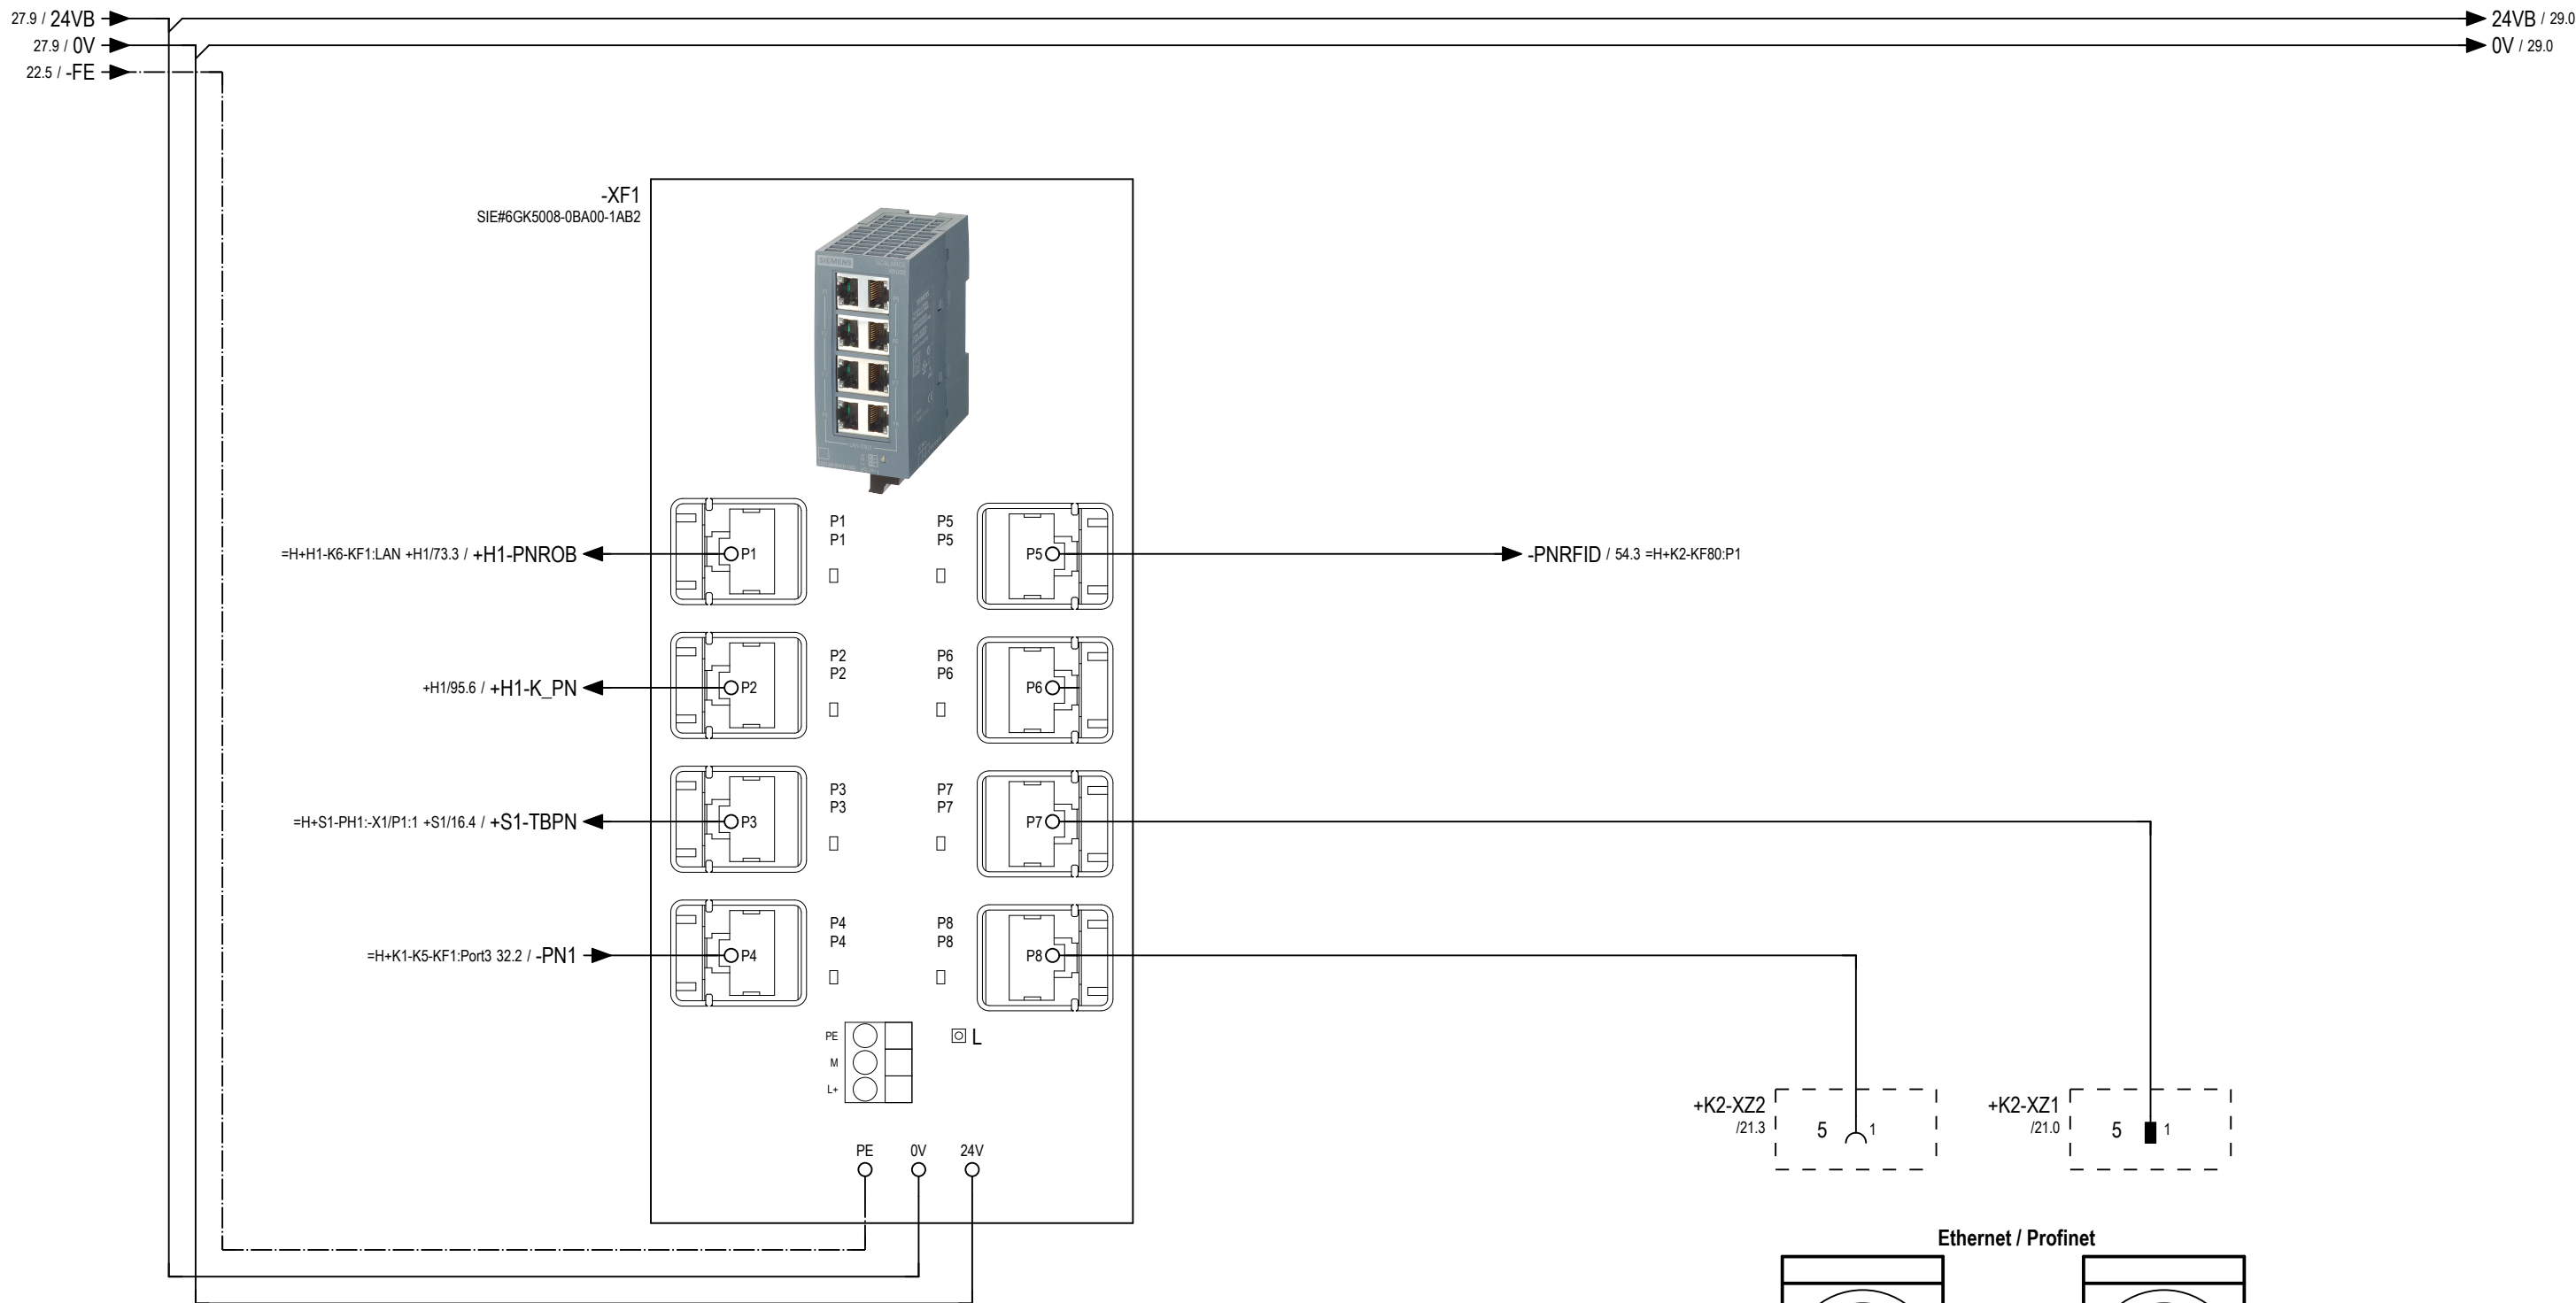 27.9 / 24VB
24VB / 29.0
27.9 / 0V
0V / 29.0
22.5 / -FE
-XF1
SIE#6GK5008-0BA00-1AB2
SIEMENS
P1
P1
P5
P5
=H+H1-K6-KF1:LAN +H1/73.3 / +H1-PNROB
P1
P5
-PNRFID / 54.3 =H+K2-KF80:P1
P2
P2
P6
P6
+H1/95.6 / +H1-K_PN
P2
P6
P3
P3
P7
P7
=H+S1-PH1:-X1/P1:1 +S1/16.4 / +S1-TBPN
P3
P7
P4
P4
P8
P8
=H+K1-K5-KF1:Port3 32.2 / -PN1
P4
P8
PE
M
L+
L
+K2-XZ2
/21.3
5
1
+K2-XZ1
/21.0
5
1
PE
0V
24V
Ethernet / Profinet